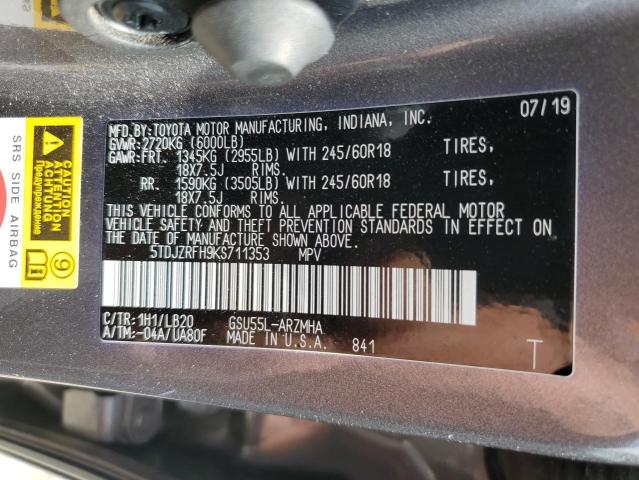 MFD.BY:TOYOTA MOTOR MANUFACTURING, INDIANA, INC. 07/19
GVWR:2720KG (6000LB)
GAWR:FRT. 1345KG (2955LB) WITH 245/60R18 TIRES,
18X7.5J RIMS.
RR. 1590KG (3505LB) WITH 245/60R18 TIRES,
18X7.5J RIMS.
THIS VEHICLE CONFORMS TO ALL APPLICABLE FEDERAL MOTOR
VEHICLE SAFETY AND THEFT PREVENTION STANDARDS IN EFFECT ON
THE DATE OF MANUFACTURE SHOWN ABOVE.
5TDJZRFH9KS711353 MPV
C/TR:1H1/LB20 GSU55L-ARZMHA
A/TM:-04A/UA80F MADE IN U.S.A. 841
T
SRS SIDE AIRBAG
CAUTION
ATTENTION
ACHTUNG
Предупреждение
9